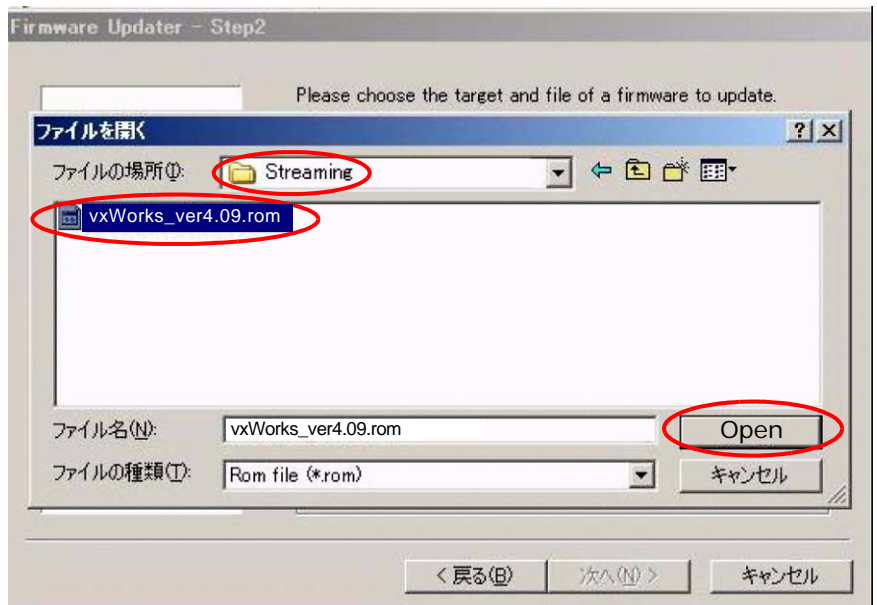 Firmware Updater - Step2
Please choose the target and file of a firmware to update.
ファイルを開く
ファイルの場所(I): Streaming
vxWorks_ver4.09.rom
ファイル名(N): vxWorks_ver4.09.rom Open
ファイルの種類(T): Rom file (*.rom) キャンセル
< 戻る(B) 次へ(N) > キャンセル